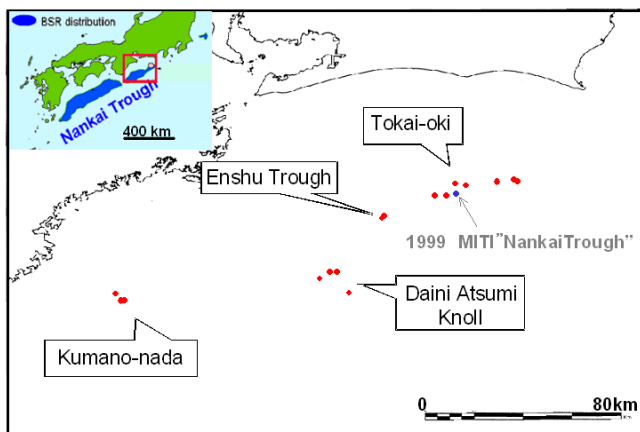 BSR distribution
Nankai Trough
400 km
Tokai-oki
Enshu Trough
1999 MITI"NankaiTrough"
Daini Atsumi
Knoll
Kumano-nada
0 80km